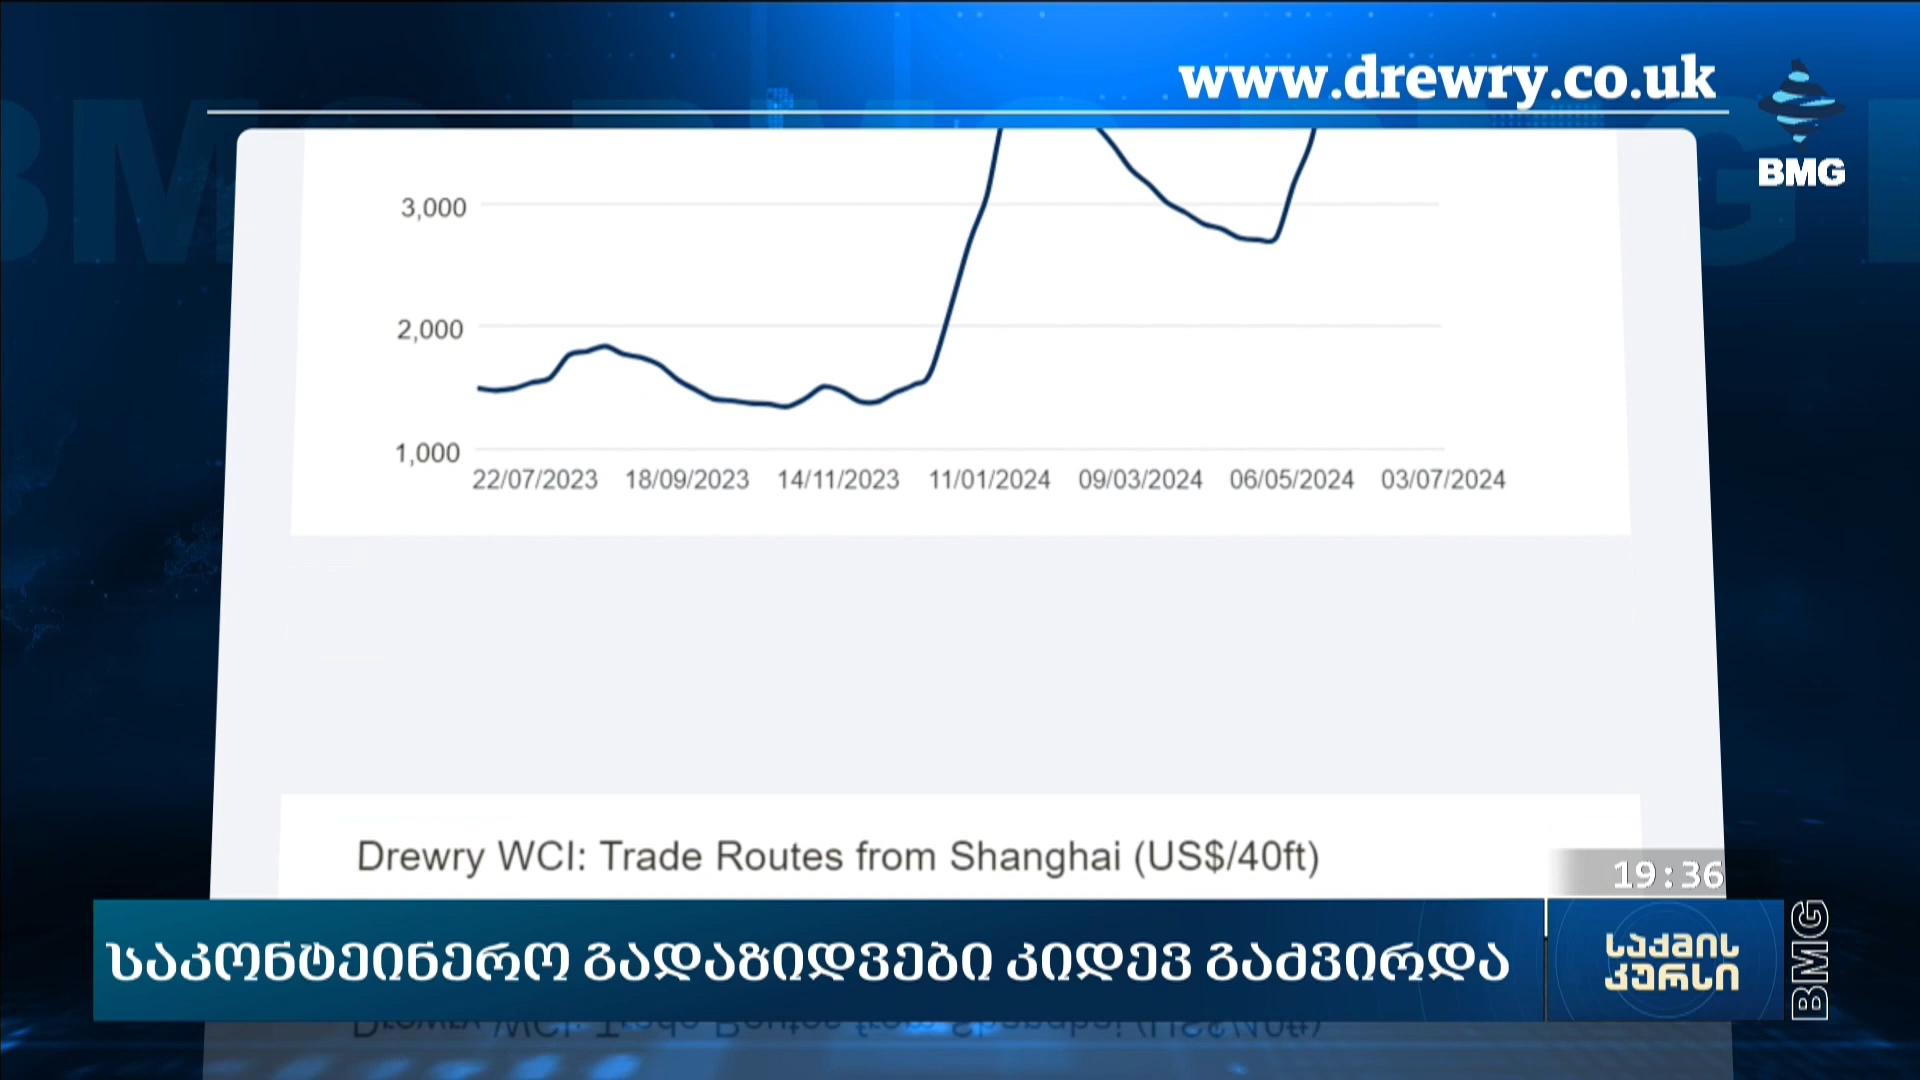 www.drewry.co.uk
BMG
3,000
2,000
1,000
22/07/2023 18/09/2023 14/11/2023 11/01/2024 09/03/2024 06/05/2024 03/07/2024
Drewry WCI: Trade Routes from Shanghai (US$/40ft)
19:36
საკონტეინერო გადაზიდვები კიდევ გაძვირდა
საქმის
კურსი
BMG